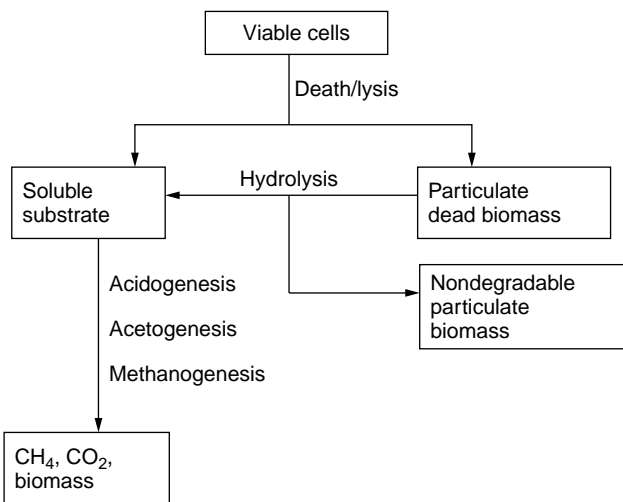 Viable cells
Death/lysis
Soluble
substrate
Hydrolysis
Particulate
dead biomass
Nondegradable
particulate
biomass
Acidogenesis
Acetogenesis
Methanogenesis
CH₄, CO₂,
biomass